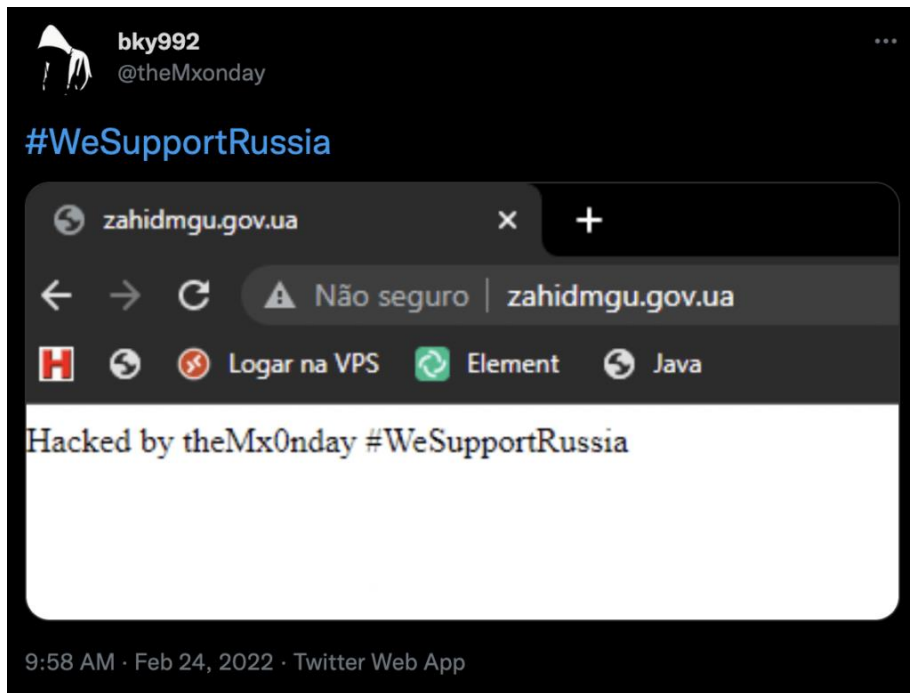 bky992
@theMxonday
#WeSupportRussia
zahidmgu.gov.ua
Não seguro | zahidmgu.gov.ua
H Logar na VPS Element Java
Hacked by theMx0nday #WeSupportRussia
9:58 AM · Feb 24, 2022 · Twitter Web App